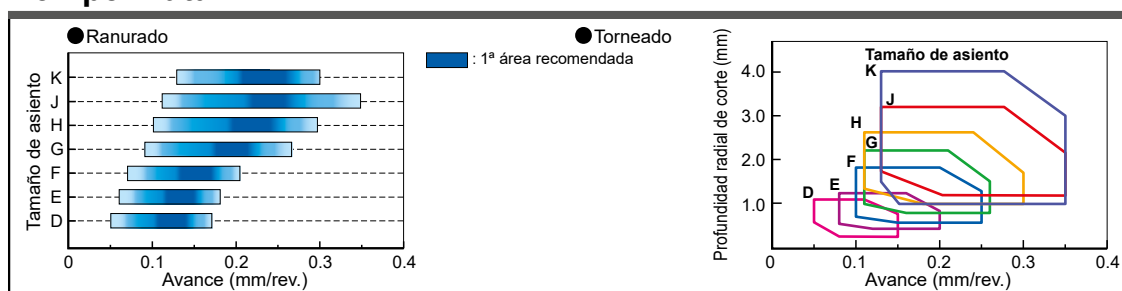 Ranurado
: 1ª área recomendada
Tamaño de asiento
K
J
H
G
F
E
D
0
0.1
0.2
0.3
0.4
Avance (mm/rev.)
Torneado
Profundidad radial de corte (mm)
Tamaño de asiento
4.0
3.0
2.0
1.0
K
J
H
G
F
E
D
0
0.1
0.2
0.3
0.4
Avance (mm/rev.)